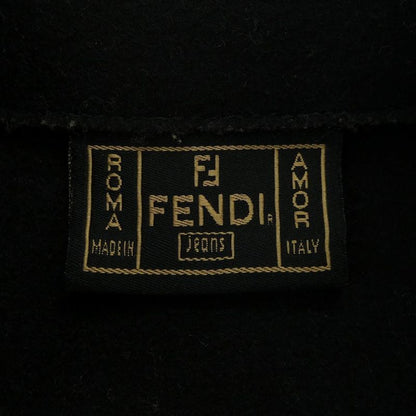 ROMA
MADE IN
FF
FENDI R
jeans
AMOR
ITALY